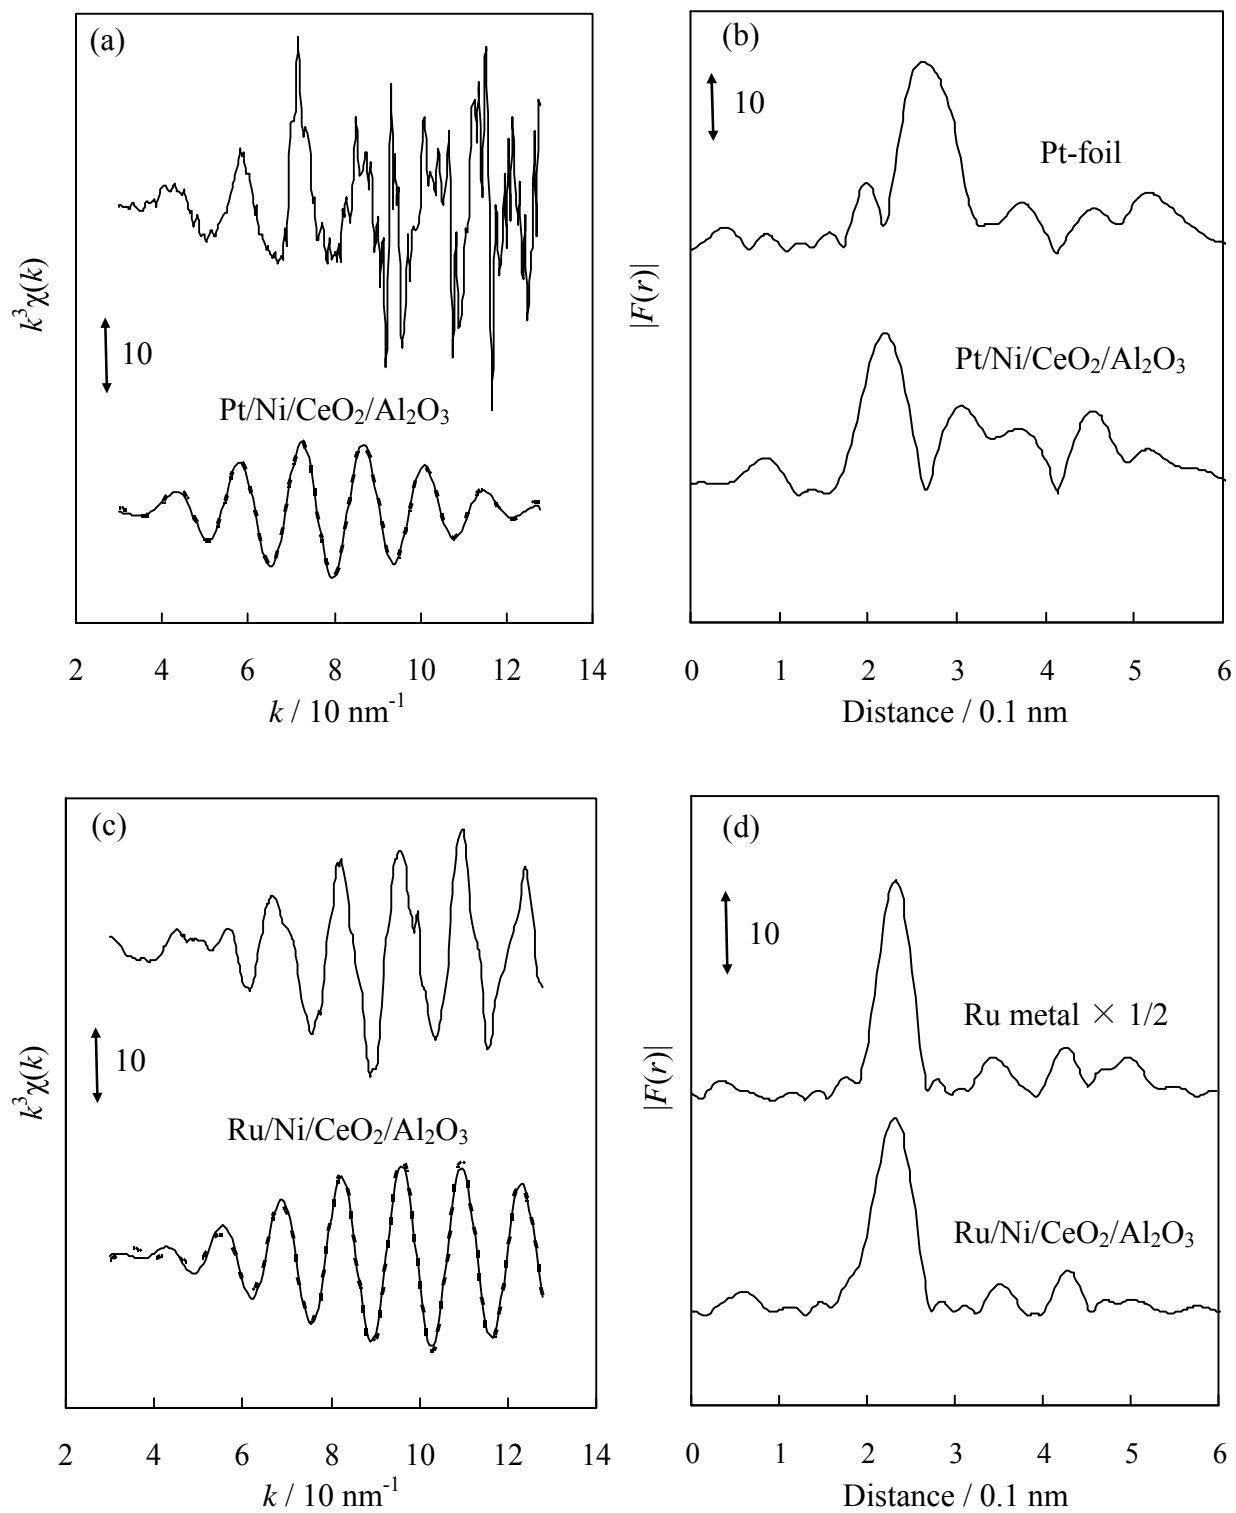 (a)
k³χ(k)
10
Pt/Ni/CeO₂/Al₂O₃
2 4 6 8 10 12 14
k / 10 nm⁻¹
(b)
10
Pt-foil
|F(r)|
Pt/Ni/CeO₂/Al₂O₃
0 1 2 3 4 5 6
Distance / 0.1 nm
(c)
10
k³χ(k)
Ru/Ni/CeO₂/Al₂O₃
2 4 6 8 10 12 14
k / 10 nm⁻¹
(d)
10
Ru metal × 1/2
|F(r)|
Ru/Ni/CeO₂/Al₂O₃
0 1 2 3 4 5 6
Distance / 0.1 nm